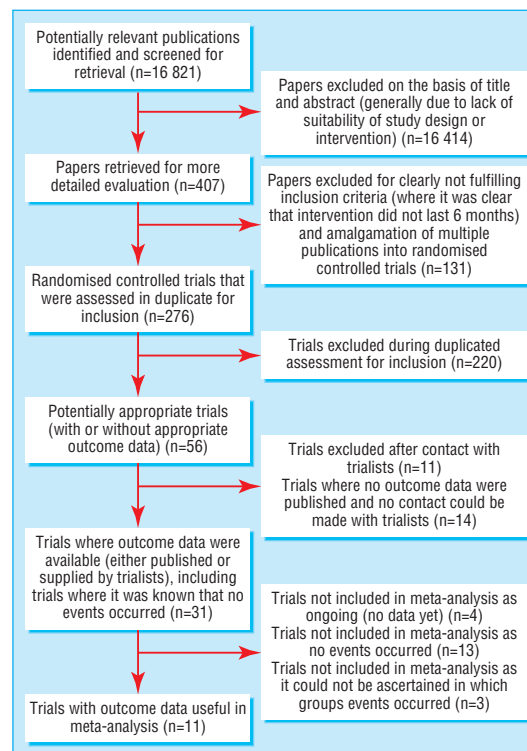 Potentially relevant publications
identified and screened for
retrieval (n=16 821)
Papers excluded on the basis of title
and abstract (generally due to lack of
suitability of study design or
intervention) (n=16 414)
Papers retrieved for more
detailed evaluation (n=407)
Papers excluded for clearly not fulfilling
inclusion criteria (where it was clear
that intervention did not last 6 months)
and amalgamation of multiple
publications into randomised
controlled trials (n=131)
Randomised controlled trials that
were assessed in duplicate for
inclusion (n=276)
Trials excluded during duplicated
assessment for inclusion (n=220)
Potentially appropriate trials
(with or without appropriate
outcome data) (n=56)
Trials excluded after contact with
trialists (n=11)
Trials where no outcome data were
published and no contact could be
made with trialists (n=14)
Trials where outcome data were
available (either published or
supplied by trialists), including
trials where it was known that no
events occurred (n=31)
Trials not included in meta-analysis as
ongoing (no data yet) (n=4)
Trials not included in meta-analysis as
no events occurred (n=13)
Trials not included in meta-analysis as
it could not be ascertained in which
groups events occurred (n=3)
Trials with outcome data useful in
meta-analysis (n=11)